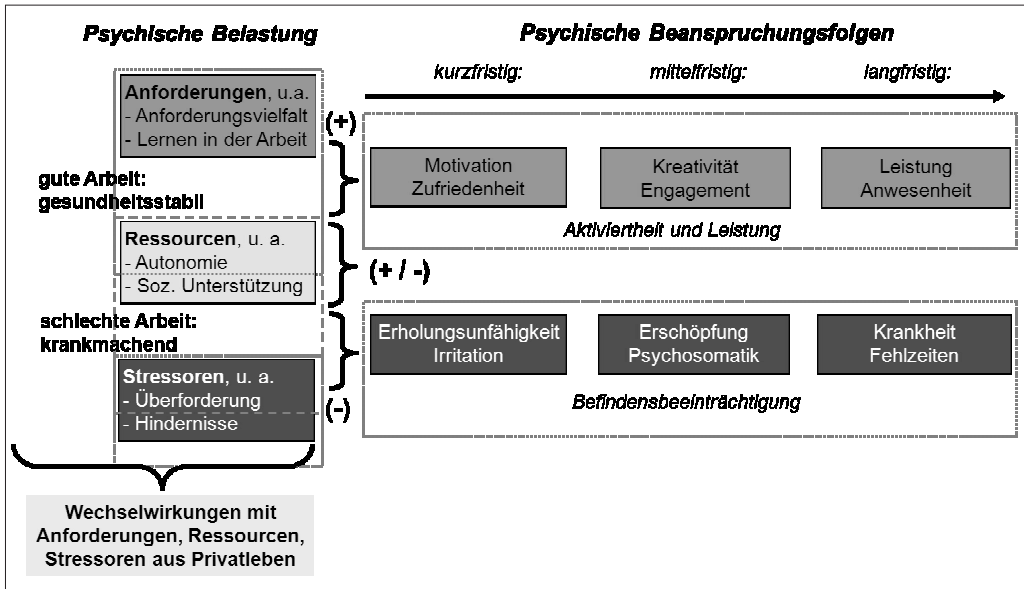 Psychische Belastung
Psychische Beanspruchungsfolgen
kurzfristig:
mittelfristig:
langfristig:
Anforderungen, u.a.
- Anforderungsvielfalt
- Lernen in der Arbeit
(+)
gute Arbeit:
gesundheitsstabil
Motivation
Zufriedenheit
Kreativität
Engagement
Leistung
Anwesenheit
Aktiviertheit und Leistung
Ressourcen, u. a.
- Autonomie
- Soz. Unterstützung
(+ / -)
schlechte Arbeit:
krankmachend
Erholungsunfähigkeit
Irritation
Erschöpfung
Psychosomatik
Krankheit
Fehlzeiten
Befindensbeeinträchtigung
Stressoren, u. a.
- Überforderung
- Hindernisse
(-)
Wechselwirkungen mit
Anforderungen, Ressourcen,
Stressoren aus Privatleben